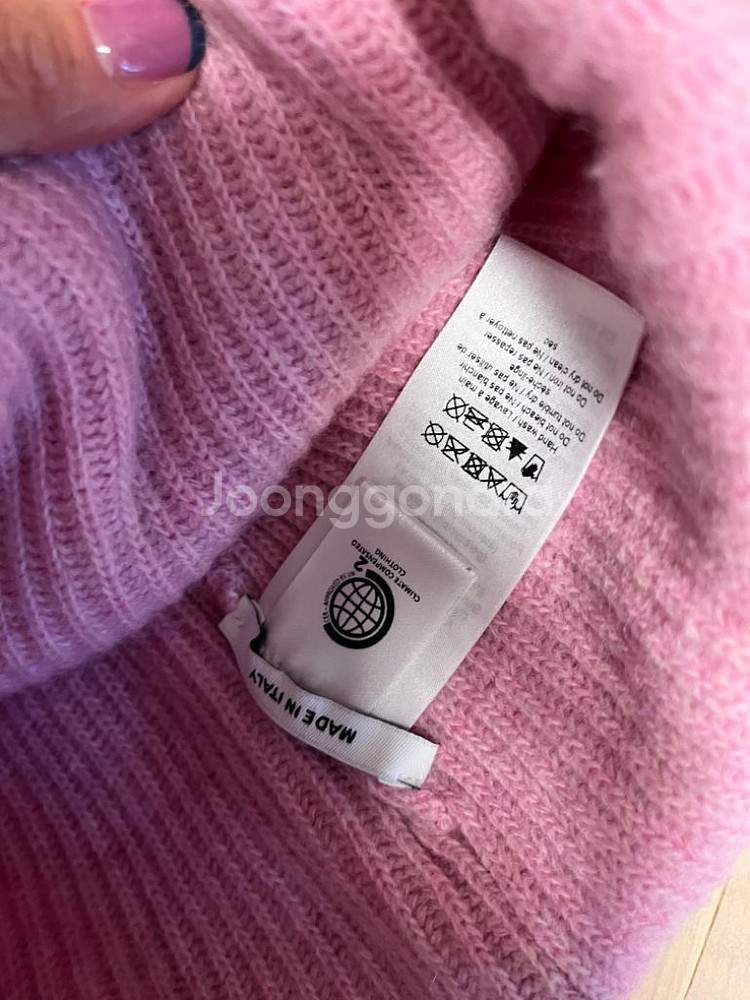 Hand wash / Lavage à main
Do not bleach / Ne pas blanchir
Do not tumble dry / Ne pas utiliser de
sèche-linge
Do not iron / Ne pas repasser
Do not dry clean / Ne pas nettoyer à
sec
2
CLIMATE COMPENSATED
CLOTHING
MADE IN ITALY
Joonggonara